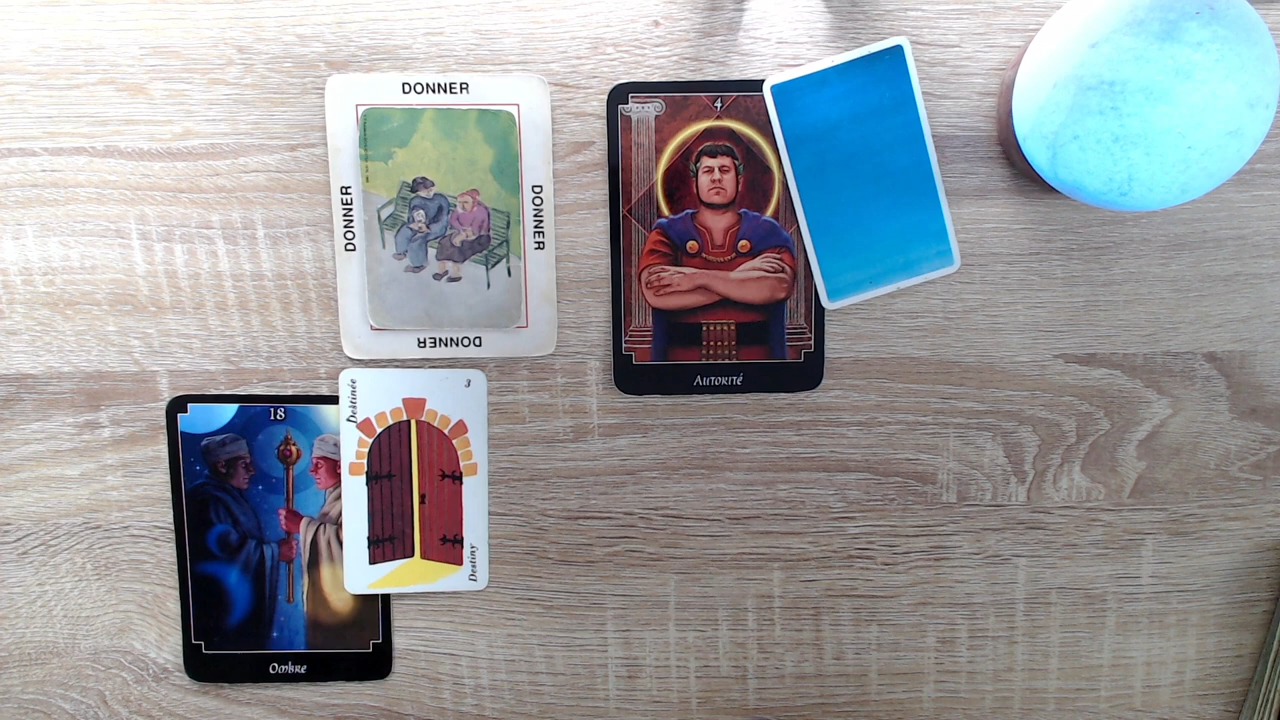 DONNER
DONNER
DONNER
DONNER
4
Autorité
18
Ombre
Destinée
3
Destiny